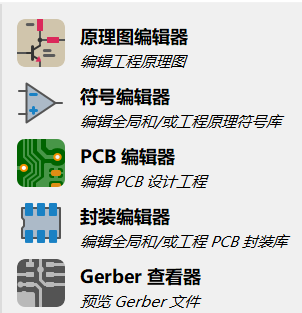 原理图编辑器
编辑工程原理图
符号编辑器
编辑全局和/或工程原理符号库
PCB 编辑器
编辑 PCB 设计工程
封装编辑器
编辑全局和/或工程 PCB 封装库
Gerber 查看器
预览 Gerber 文件